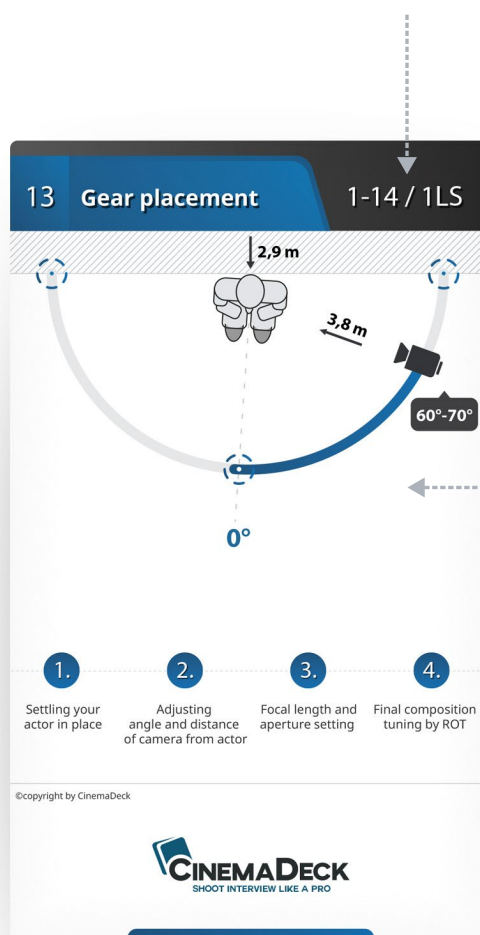 13 Gear placement 1-14 / 1LS
2,9 m
3,8 m
60°-70°
0°
1. 2. 3. 4.
Settling your
actor in place
Adjusting
angle and distance
of camera from actor
Focal length and
aperture setting
Final composition
tuning by ROT
©copyright by CinemaDeck
CINEMADECK
SHOOT INTERVIEW LIKE A PRO